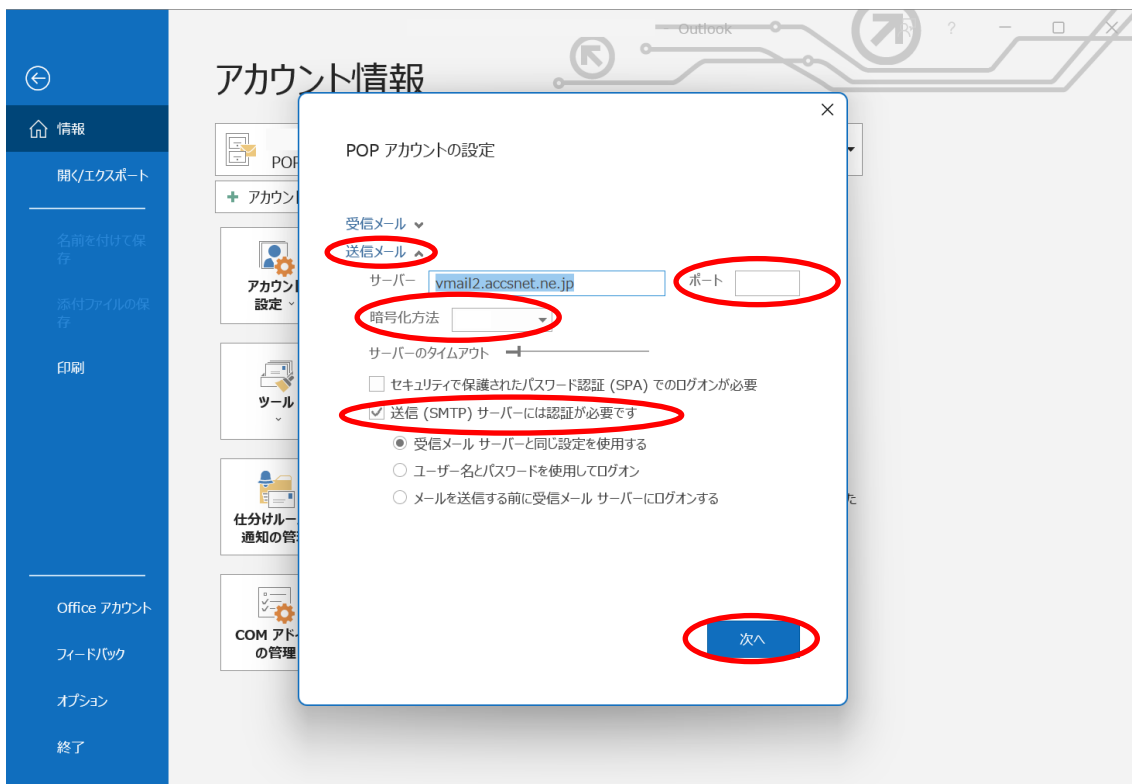 Outlook
?
アカウント情報
情報
開く/エクスポート
名前を付けて保
存
添付ファイルの保
存
印刷
Office アカウント
フィードバック
オプション
終了
POP
アカウント
設定
ツール
仕分けルー
通知の管
COM アドイ
の管理
POP アカウントの設定
受信メール
送信メール
サーバー vmail2.accsnet.ne.jp ポート
暗号化方法
サーバーのタイムアウト
セキュリティで保護されたパスワード認証 (SPA) でのログオンが必要
送信 (SMTP) サーバーには認証が必要です
受信メール サーバーと同じ設定を使用する
ユーザー名とパスワードを使用してログオン
メールを送信する前に受信メール サーバーにログオンする
た
次へ